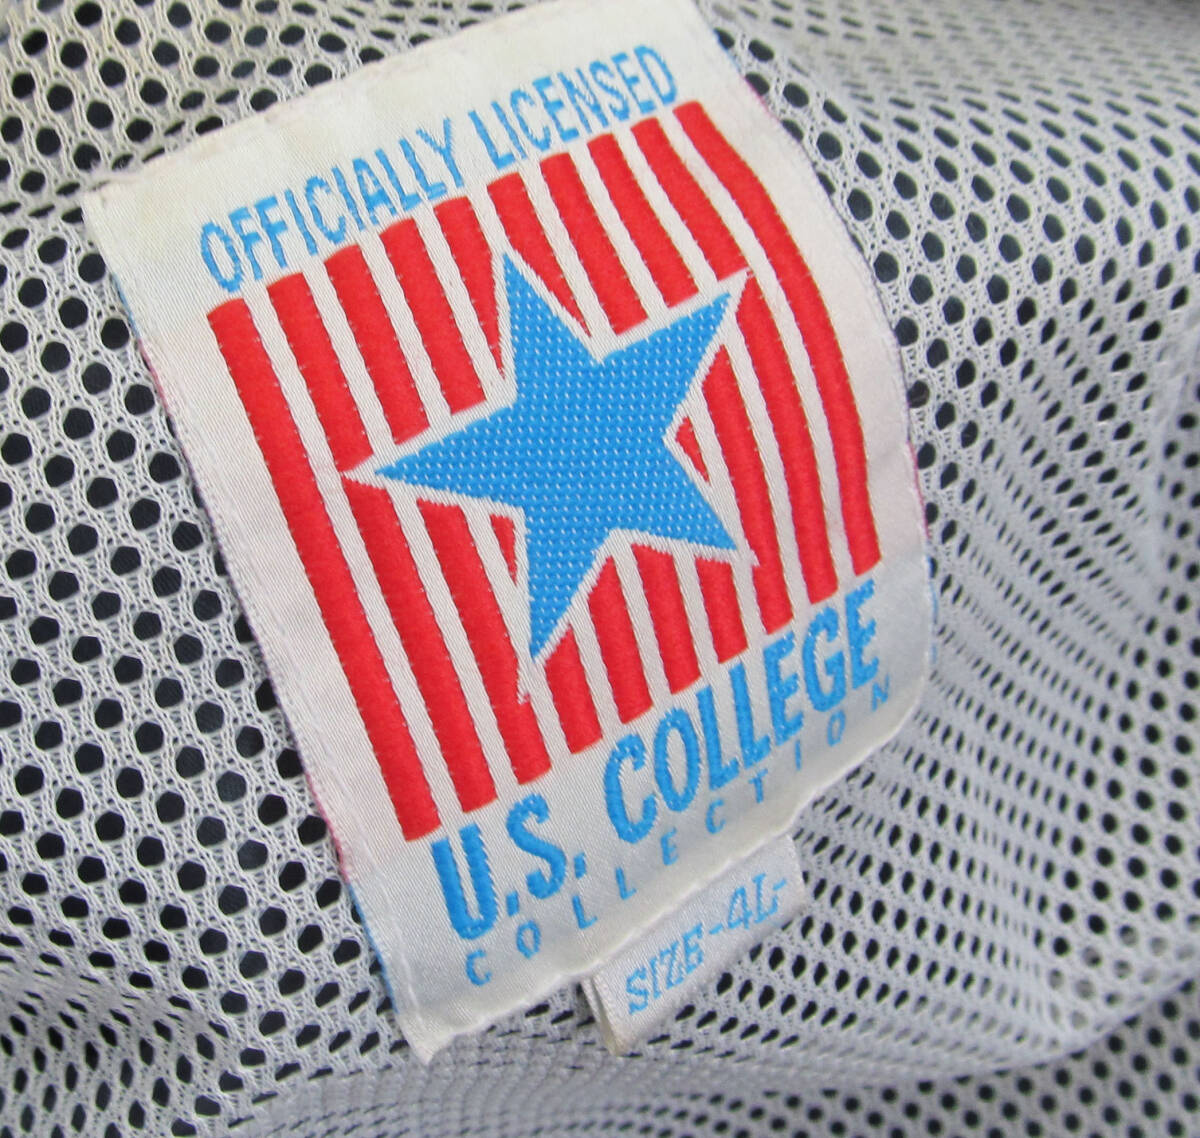 OFFICIALLY LICENSED
U.S. COLLEGE
COLLECTION
SIZE-4L-